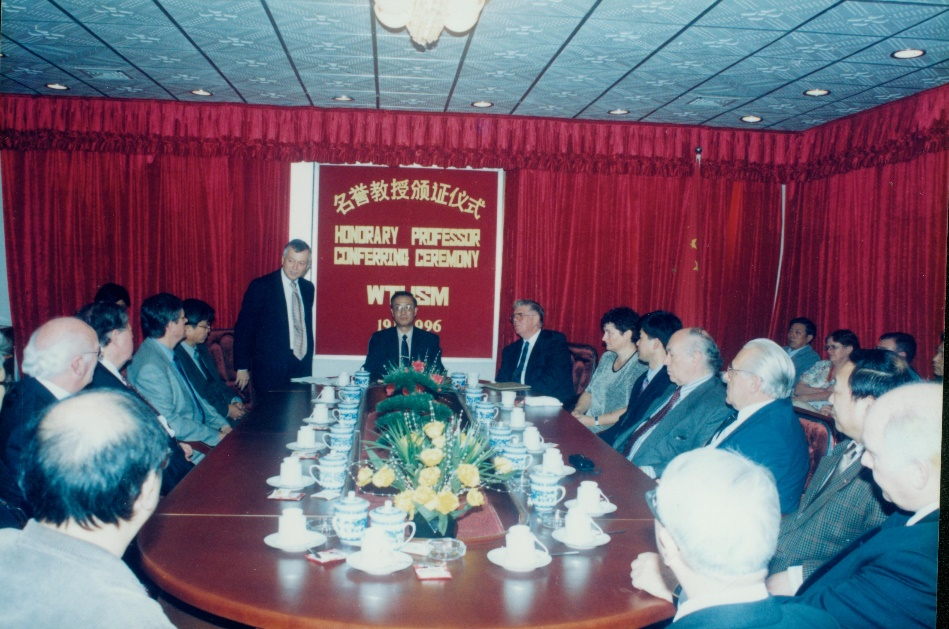 名誉教授颁证仪式
HONORARY PROFESSOR
CONFERRING CEREMONY
WTUSM